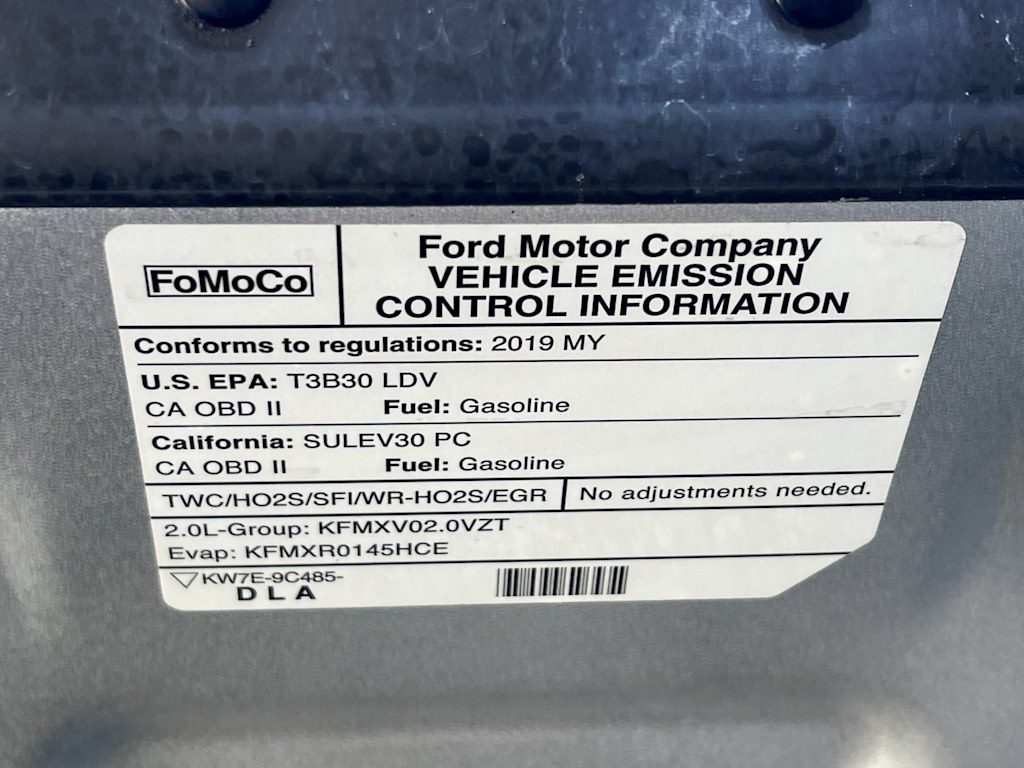 FoMoCo
Ford Motor Company
VEHICLE EMISSION
CONTROL INFORMATION
Conforms to regulations: 2019 MY
U.S. EPA: T3B30 LDV
CA OBD II Fuel: Gasoline
California: SULEV30 PC
CA OBD II Fuel: Gasoline
TWC/HO2S/SFI/WR-HO2S/EGR No adjustments needed.
2.0L-Group: KFMXV02.0VZT
Evap: KFMXR0145HCE
KW7E-9C485-
D L A